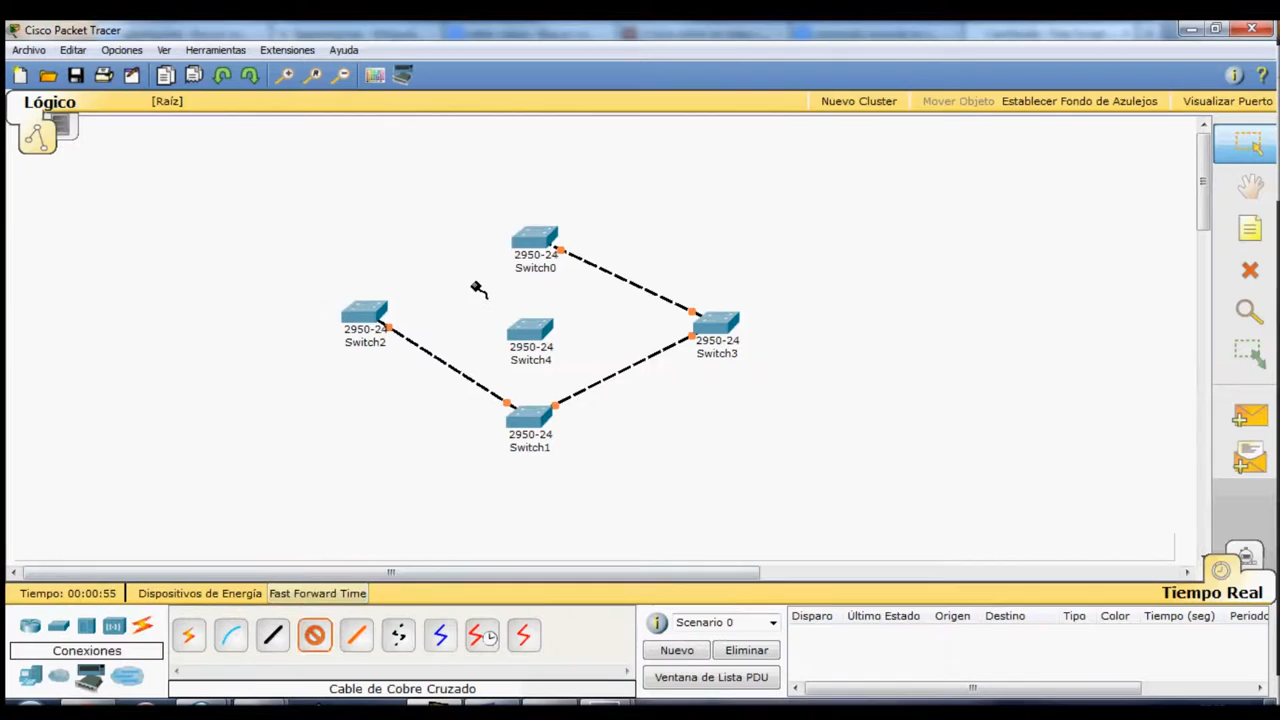 Cisco Packet Tracer
Archivo Editar Opciones Ver Herramientas Extensiones Ayuda
Lógico [Raíz] Nuevo Cluster Mover Objeto Establecer Fondo de Azulejos Visualizar Puerto
2950-24
Switch0
2950-24
Switch2
2950-24
Switch4
2950-24
Switch3
2950-24
Switch1
Tiempo: 00:00:55 Dispositivos de Energía Fast Forward Time Tiempo Real
Conexiones
Cable de Cobre Cruzado
Scenario 0
Nuevo Eliminar
Ventana de Lista PDU
Disparo Último Estado Origen Destino Tipo Color Tiempo (seg) Periodo